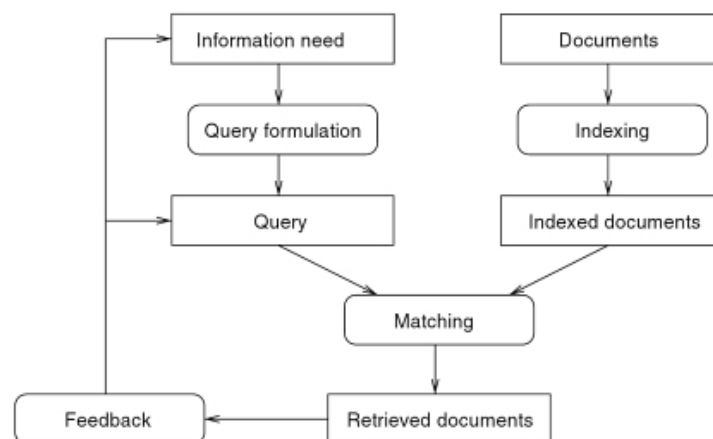 Information need
Documents
Query formulation
Indexing
Query
Indexed documents
Matching
Feedback
Retrieved documents